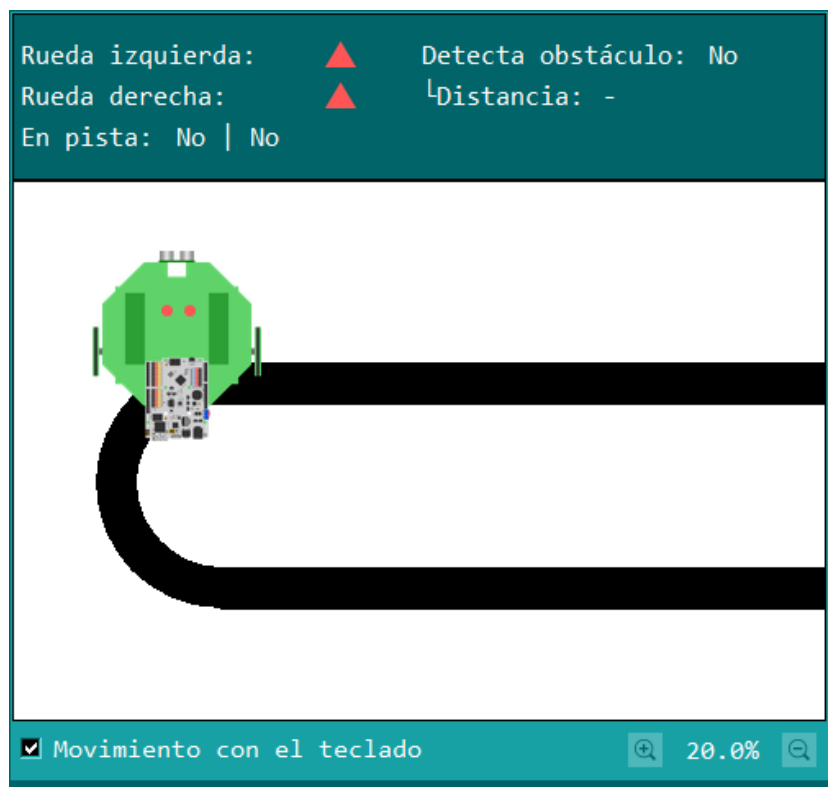 Rueda izquierda:
Detecta obstáculo: No
Rueda derecha:
└Distancia: -
En pista: No | No
Movimiento con el teclado
20.0%